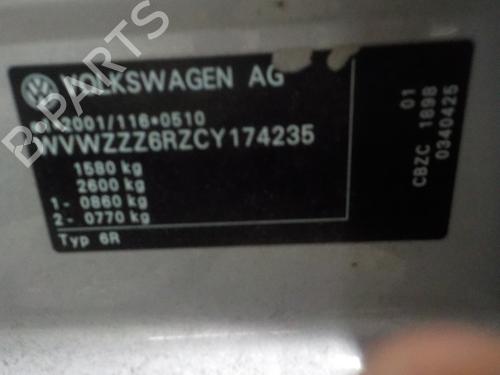 VOLKSWAGEN AG
e1*2001/116*0510
WVWZZZ6RZCY174235
1580 kg
2600 kg
1- 0860 kg
2- 0770 kg
Typ 6R
01
CBZC 1898
0340425
B-PARTS